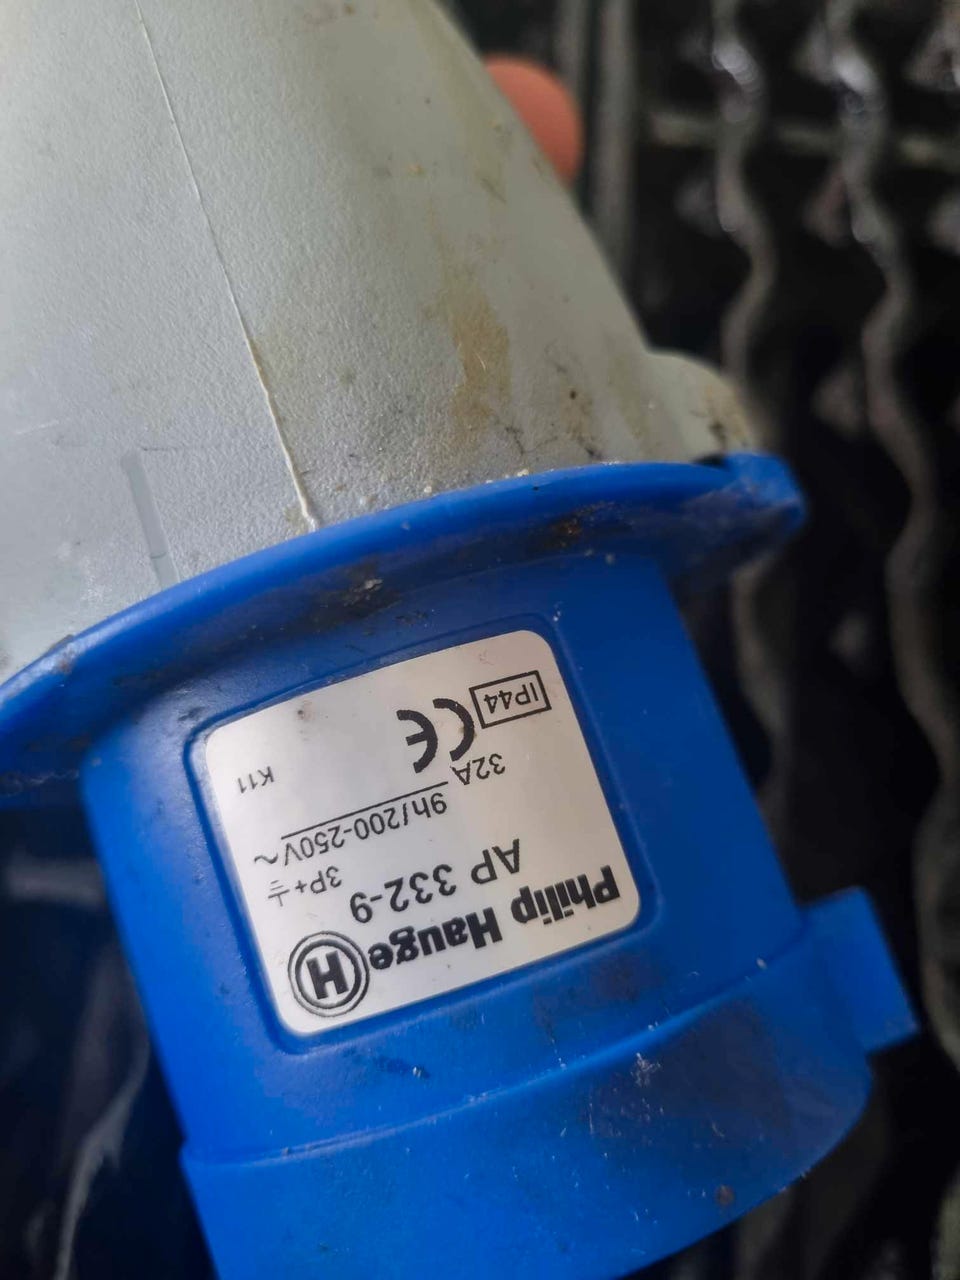 Philip Hauge H
AP 332-9
3P+⏚
9h/200-250V~
32A
CE IP44
K11